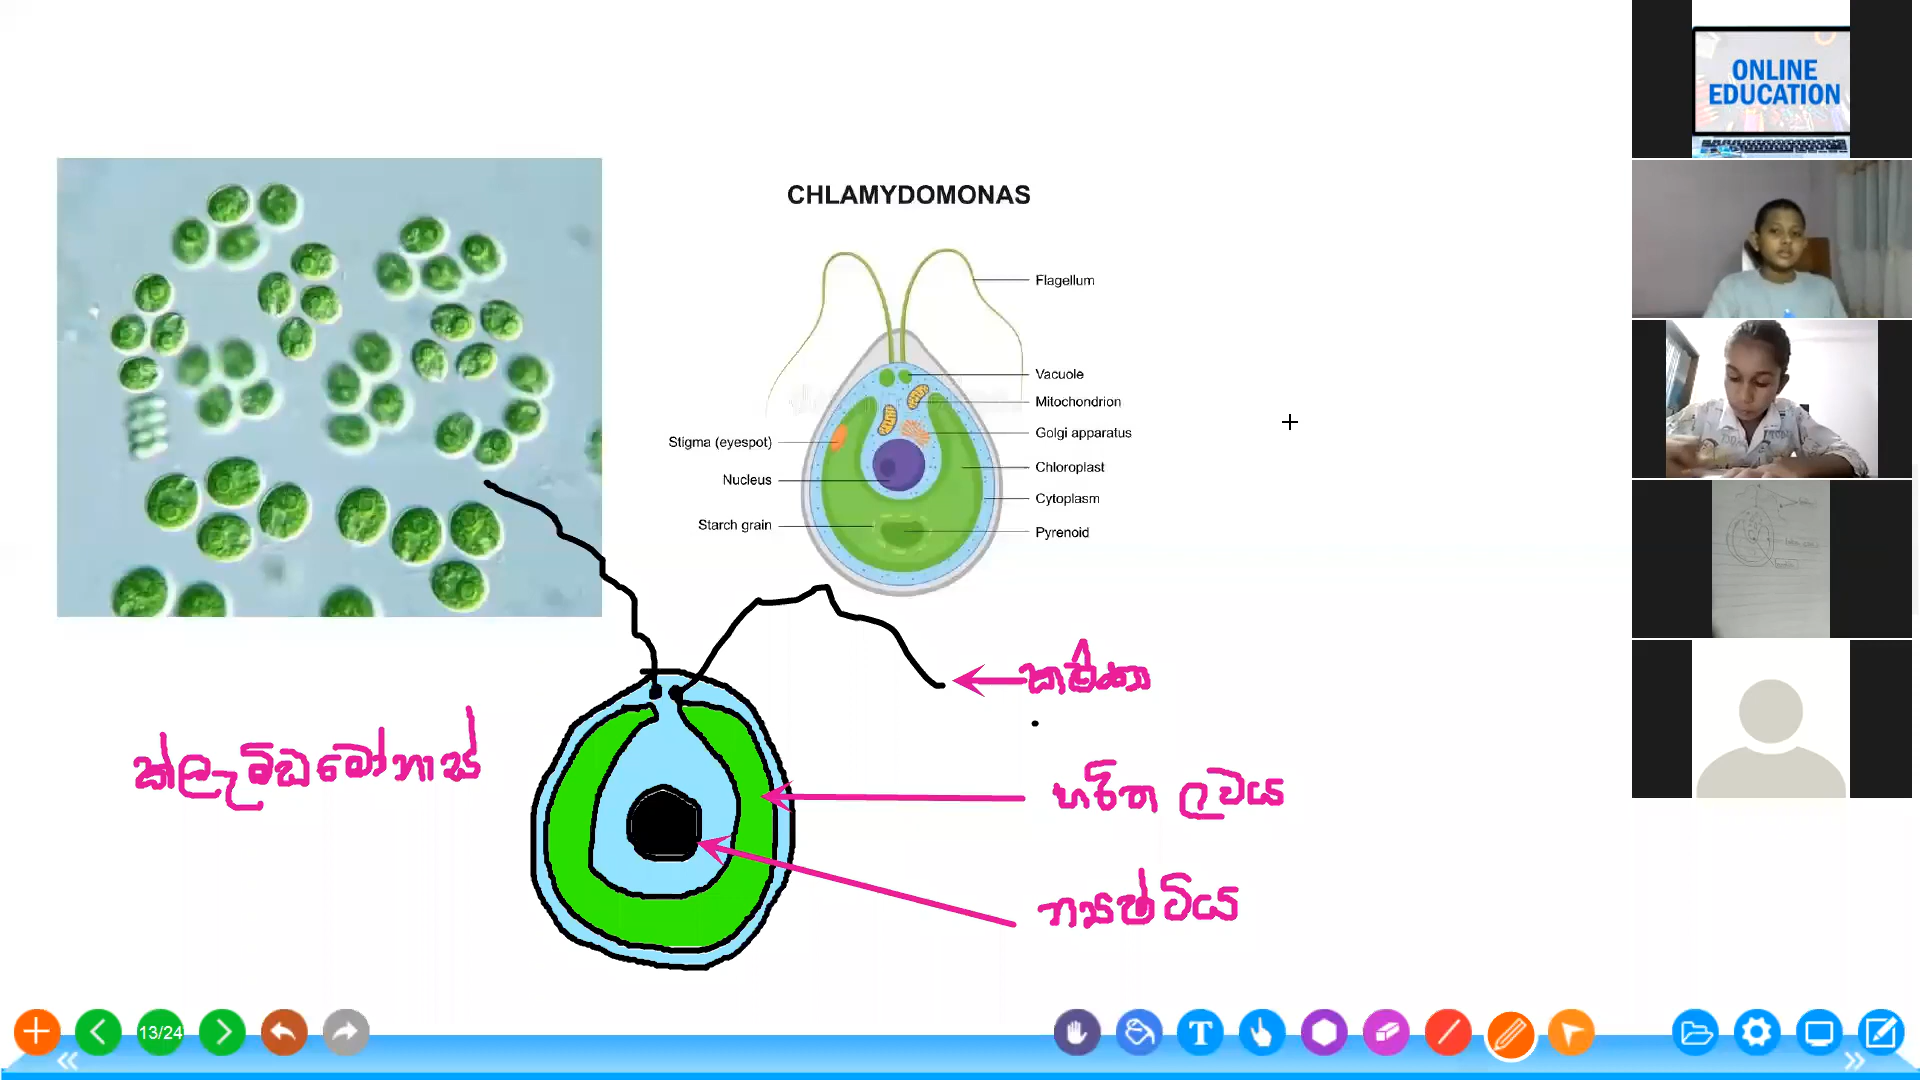 ONLINE
EDUCATION
CHLAMYDOMONAS
Flagellum
Vacuole
Mitochondrion
Golgi apparatus
Stigma (eyespot)
Chloroplast
Nucleus
Cytoplasm
Starch grain
Pyrenoid
ක්ලැමිඩමෝනාස්
කශිකා
හරිත ලවය
න්‍යෂ්ටිය
13/24